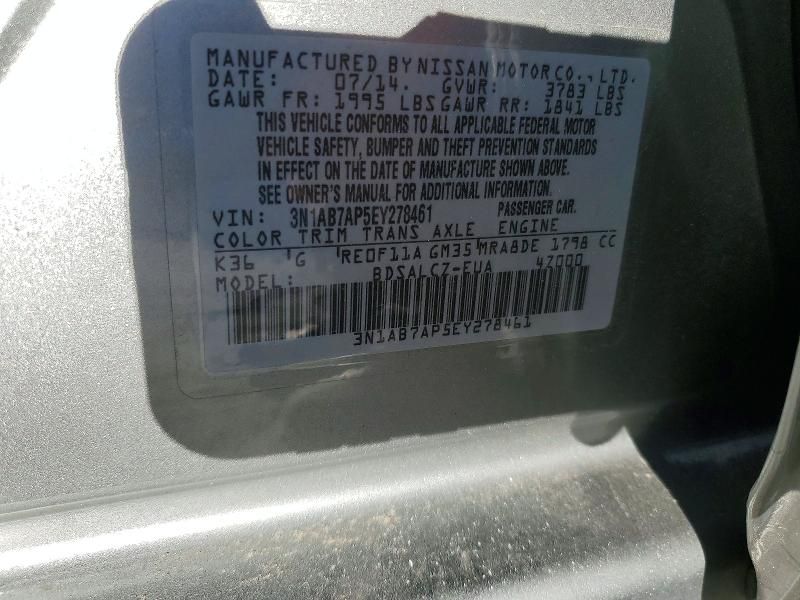 MANUFACTURED BY NISSAN MOTOR CO., LTD.
DATE: 07/14. GVWR: 3783 LBS
GAWR FR: 1995 LBS GAWR RR: 1841 LBS
THIS VEHICLE CONFORMS TO ALL APPLICABLE FEDERAL MOTOR
VEHICLE SAFETY, BUMPER AND THEFT PREVENTION STANDARDS
IN EFFECT ON THE DATE OF MANUFACTURE SHOWN ABOVE.
SEE OWNER'S MANUAL FOR ADDITIONAL INFORMATION.
VIN: 3N1AB7AP5EY278461 PASSENGER CAR.
COLOR TRIM TRANS AXLE ENGINE
K36 'G 'RE0F11A GM35 'MRA8DE 1798 CC
MODEL: BDSALCZ-EUA 4Z000
3N1AB7AP5EY278461